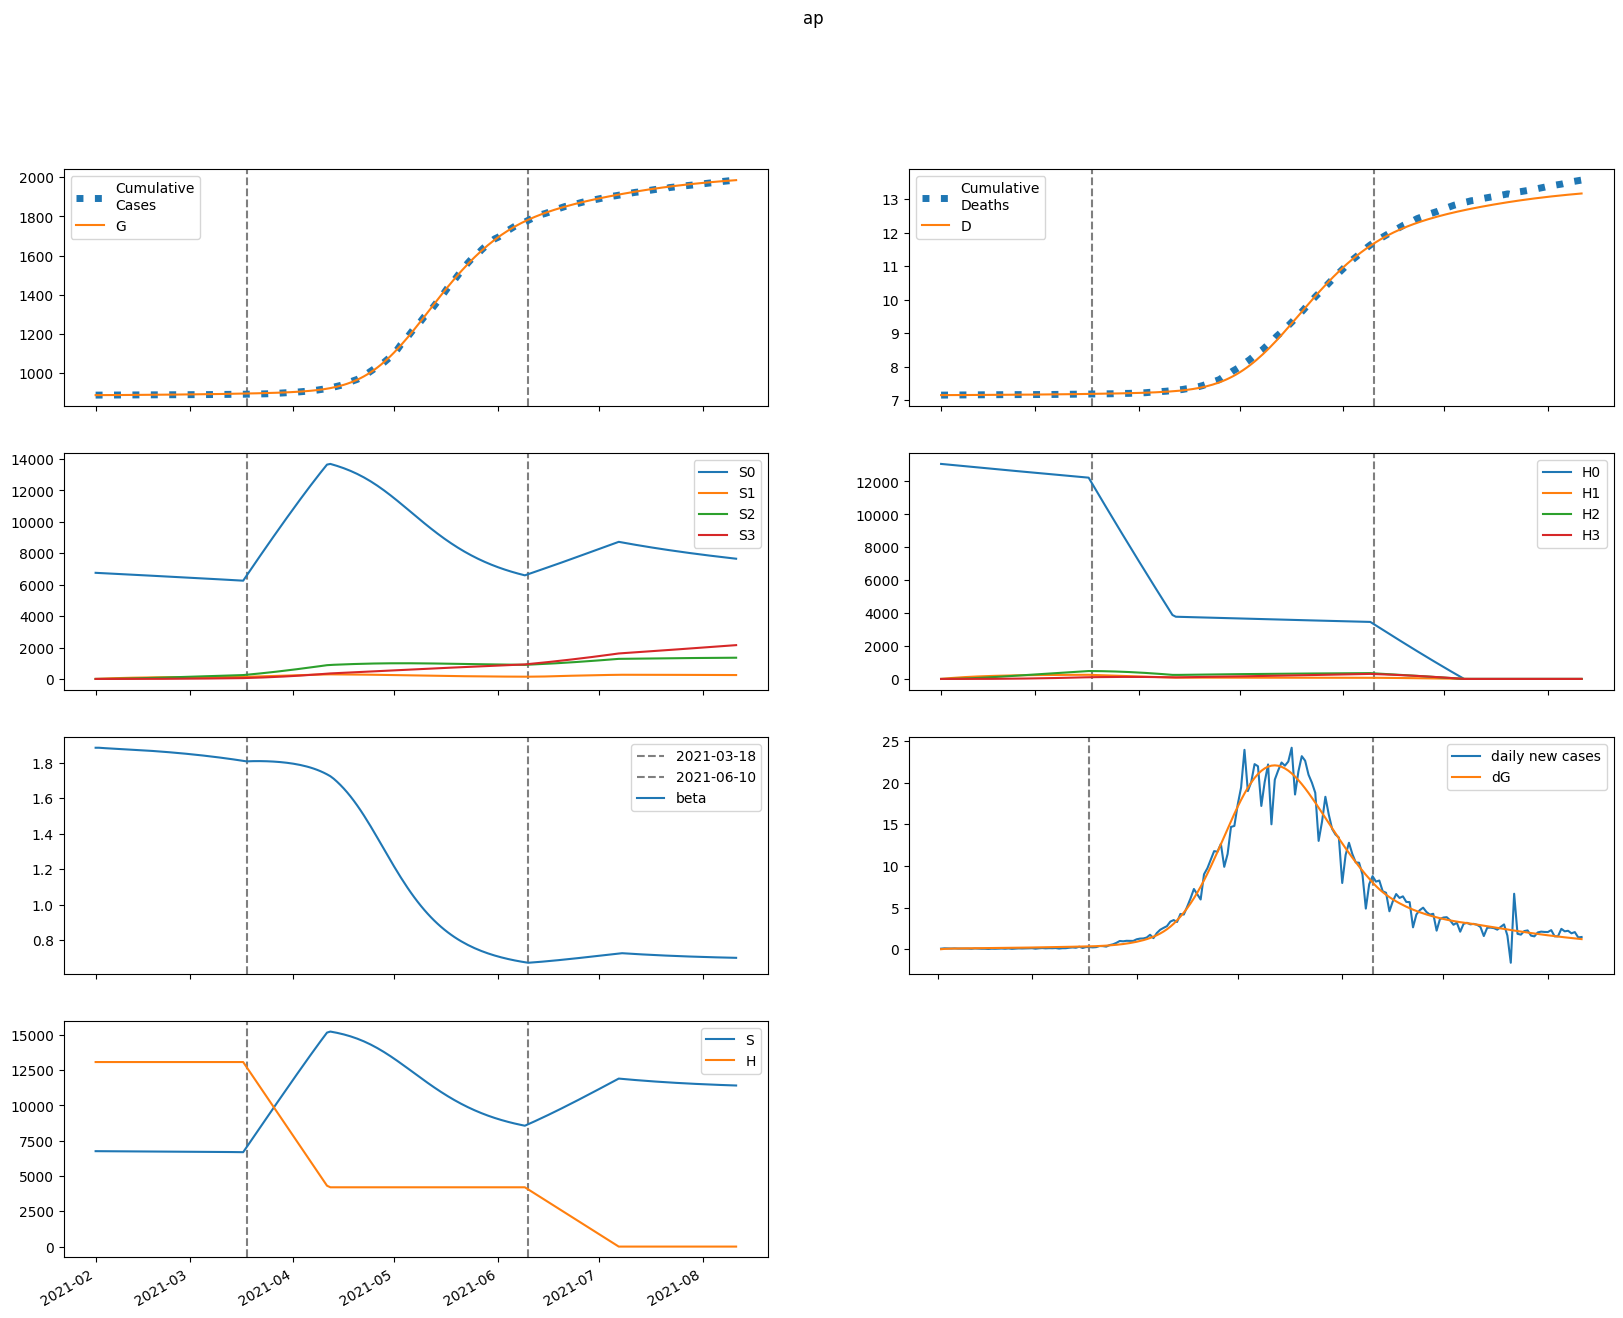 ap
2000
1800
1600
1400
1200
1000
Cumulative
Cases
G
13
12
11
10
9
8
7
Cumulative
Deaths
D
14000
12000
10000
8000
6000
4000
2000
0
S0
S1
S2
S3
12000
10000
8000
6000
4000
2000
0
H0
H1
H2
H3
1.8
1.6
1.4
1.2
1.0
0.8
2021-03-18
2021-06-10
beta
25
20
15
10
5
0
daily new cases
dG
15000
12500
10000
7500
5000
2500
0
S
H
2021-02
2021-03
2021-04
2021-05
2021-06
2021-07
2021-08